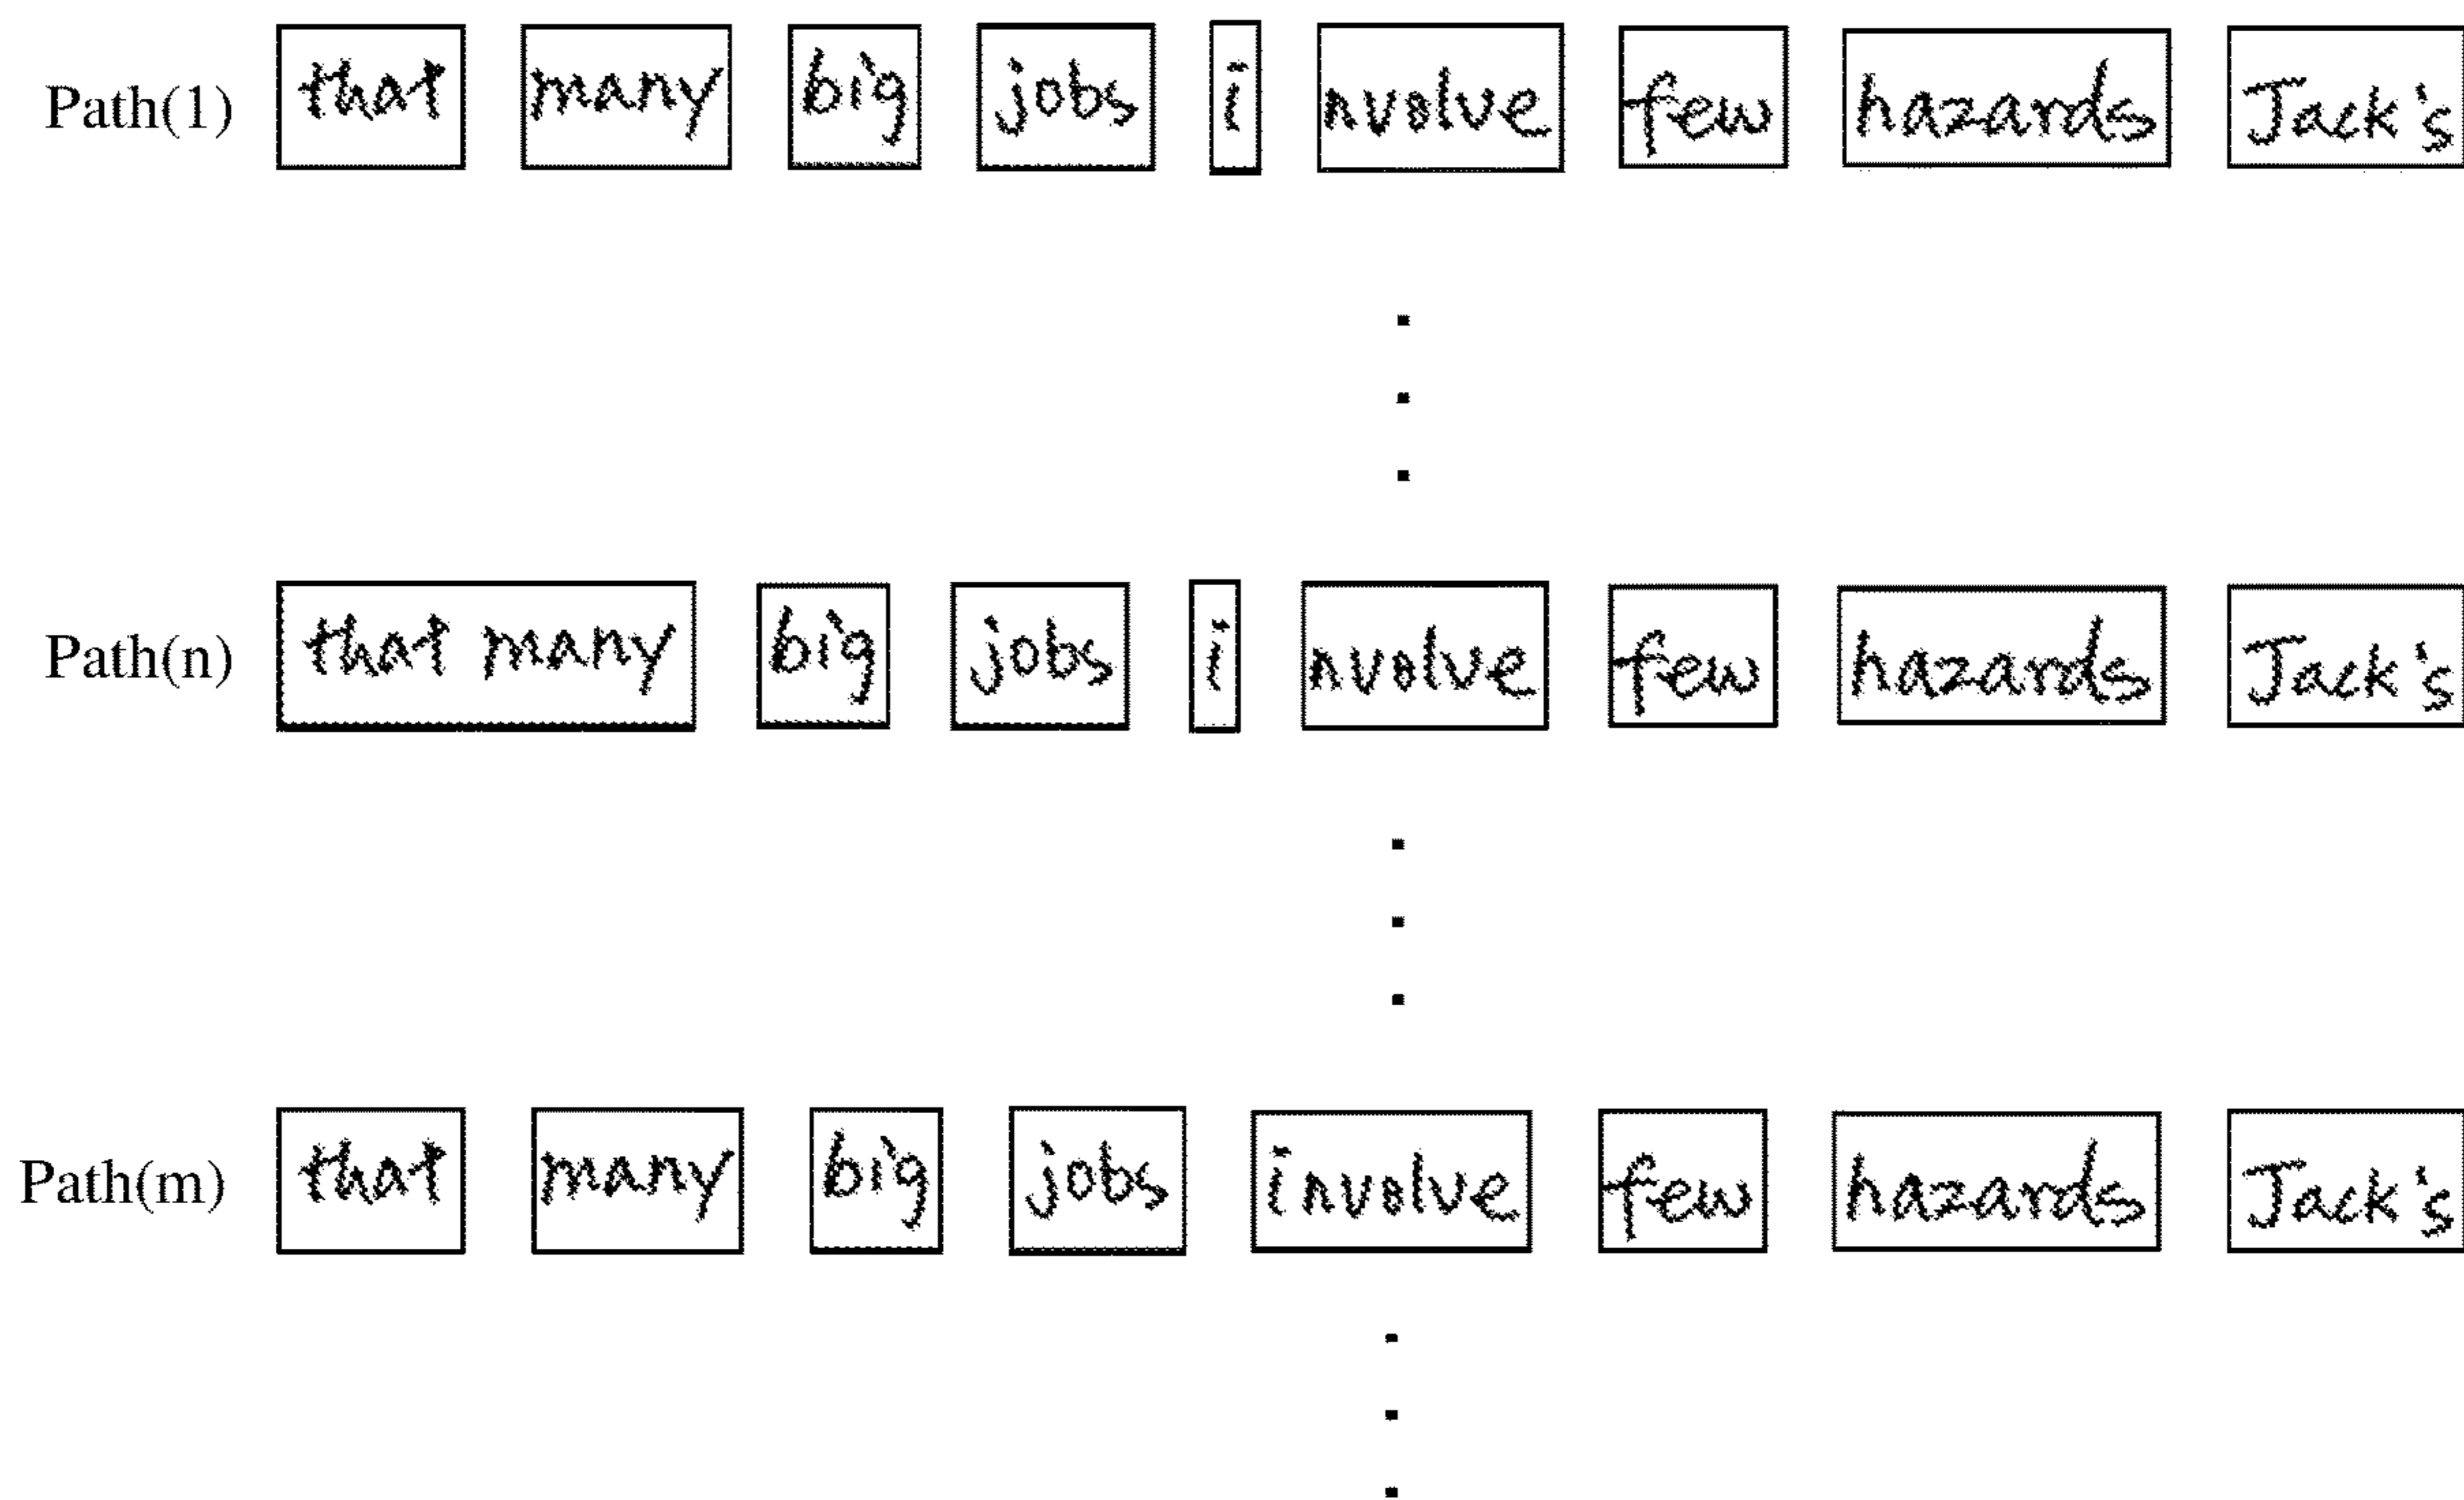 Path(1) that many big jobs i nvolve few hazards Jack's
Path(n) that many big jobs i nvolve few hazards Jack's
Path(m) that many big jobs involve few hazards Jack's